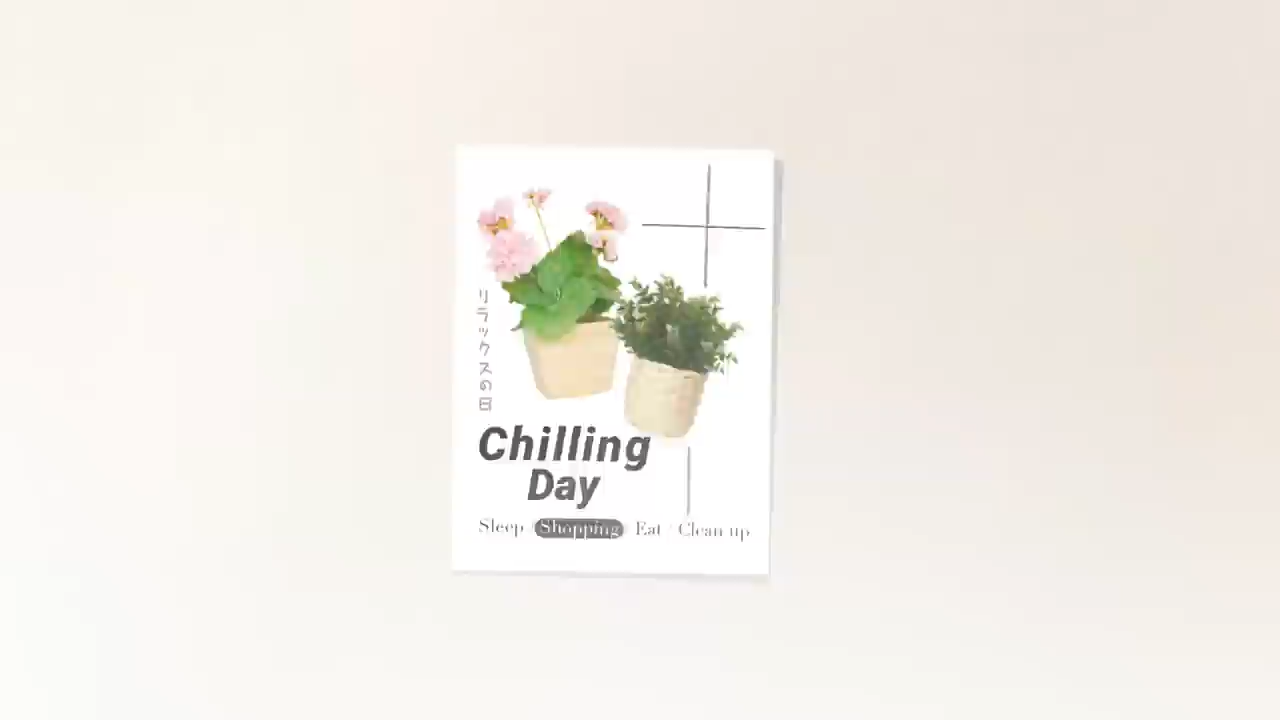 リラックスの日
Chilling
Day
Sleep Shopping Eat Clean up